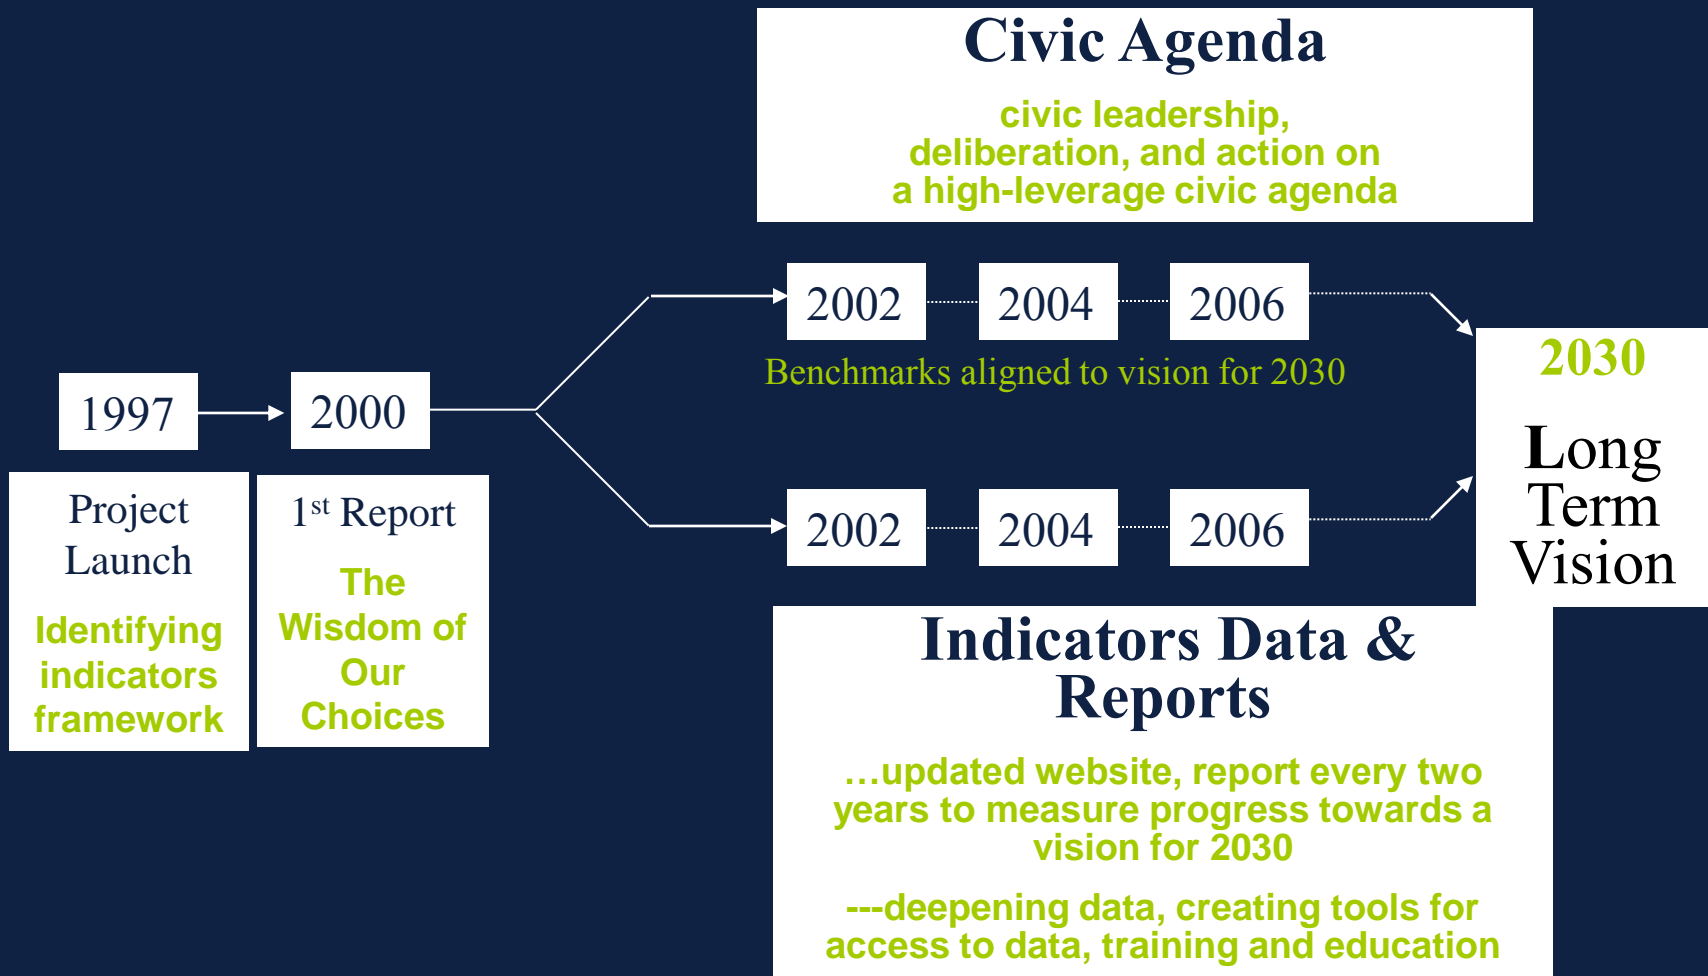 Civic Agenda
civic leadership,
deliberation, and action on
a high-leverage civic agenda
2002
2004
2006
Benchmarks aligned to vision for 2030
1997
2000
Project
Launch
Identifying
indicators
framework
1st Report
The
Wisdom of
Our
Choices
2002
2004
2006
2030
Long
Term
Vision
Indicators Data &
Reports
…updated website, report every two
years to measure progress towards a
vision for 2030
---deepening data, creating tools for
access to data, training and education